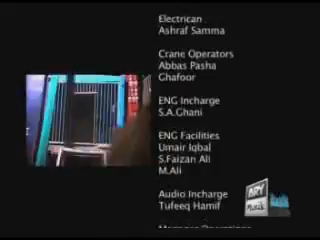 Electrican
Ashraf Samma
Crane Operators
Abbas Pasha
Ghafoor
ENG Incharge
S.A.Ghani
ENG Facilities
Umair Iqbal
S.Faizan Ali
M.Ali
Audio Incharge
Tufeeq Hamif
ARY
Musik